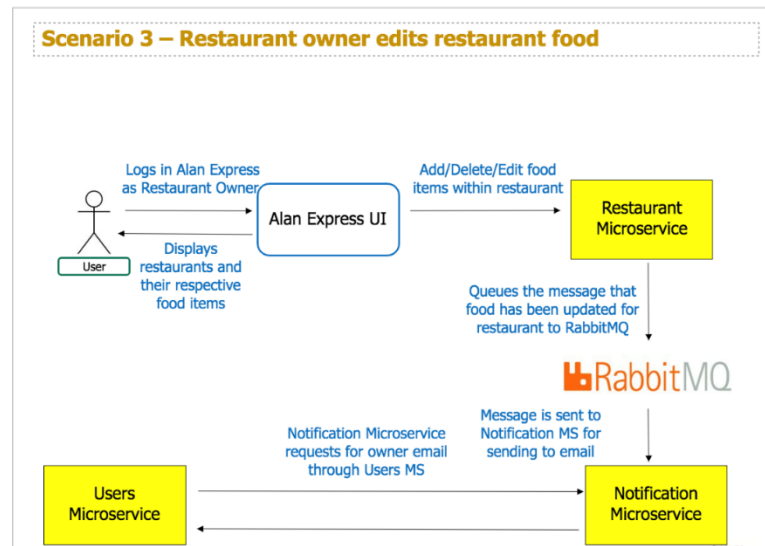 Scenario 3 – Restaurant owner edits restaurant food
Logs in Alan Express
as Restaurant Owner
Alan Express UI
Add/Delete/Edit food
items within restaurant
Restaurant
Microservice
User
Displays
restaurants and
their respective
food items
Queues the message that
food has been updated for
restaurant to RabbitMQ
RabbitMQ
Message is sent to
Notification MS for
sending to email
Notification Microservice
requests for owner email
through Users MS
Users
Microservice
Notification
Microservice